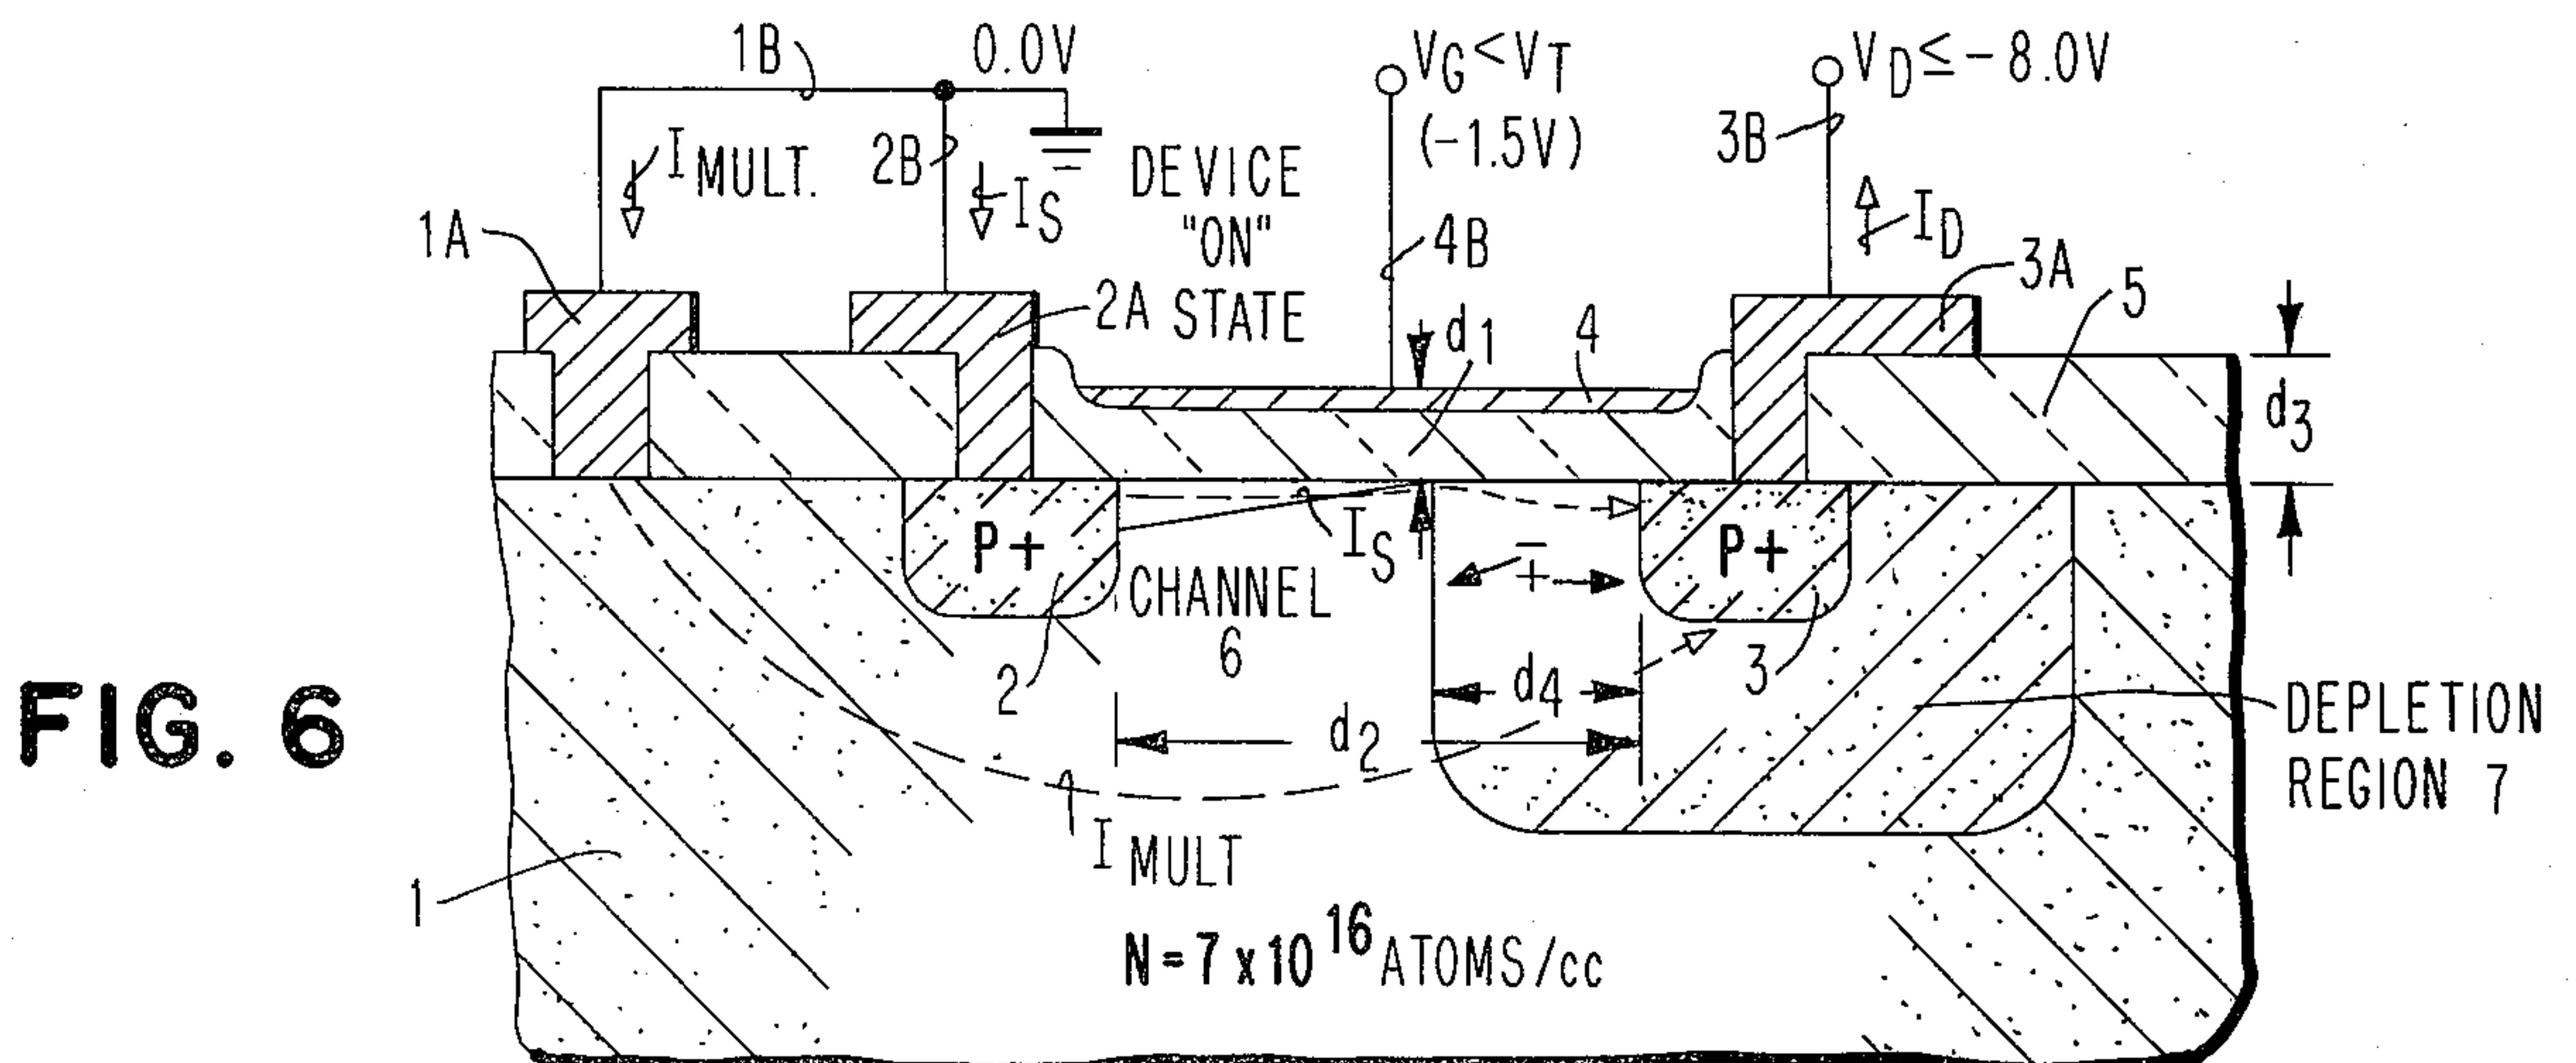 1B
0.0V
VG<VT
(-1.5V)
VD≤-8.0V
3B
IMULT.
2B
IS
DEVICE
"ON"
STATE
1A
2A
4B
ID
3A
d1
4
5
d3
P+
IS
- +
P+
CHANNEL
6
2
3
d4
d2
DEPLETION
REGION 7
FIG. 6
IMULT
1
N=7x10^16 ATOMS/cc